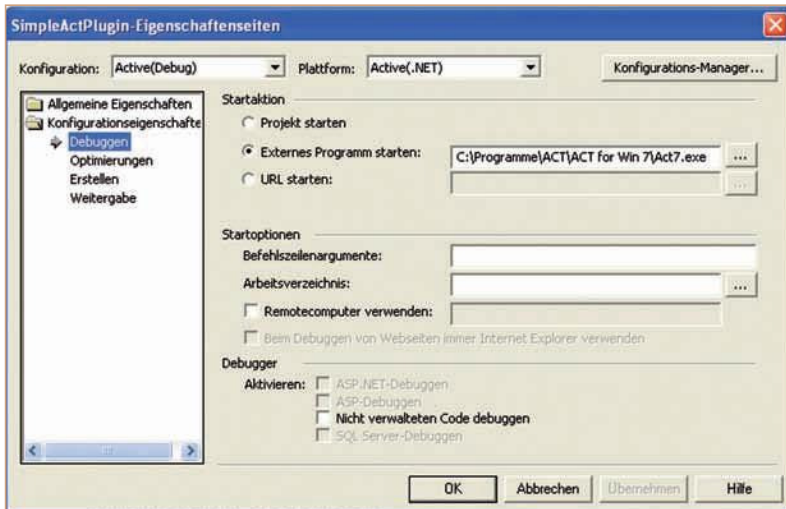 SimpleActPlugin-Eigenschaftenseiten
Konfiguration: Active(Debug) Plattform: Active(.NET) Konfigurations-Manager...
Allgemeine Eigenschaften
Konfigurationseigenschafte
Debuggen
Optimierungen
Erstellen
Weitergabe
Startaktion
Projekt starten
Externes Programm starten: C:\Programme\ACT\ACT for Win 7\Act7.exe ...
URL starten: ...
Startoptionen
Befehlszeilenargumente:
Arbeitsverzeichnis: ...
Remotecomputer verwenden:
Beim Debuggen von Webseiten immer Internet Explorer verwenden
Debugger
Aktivieren: ASP.NET-Debuggen
ASP-Debuggen
Nicht verwalteten Code debuggen
SQL Server-Debuggen
OK Abbrechen Übernehmen Hilfe